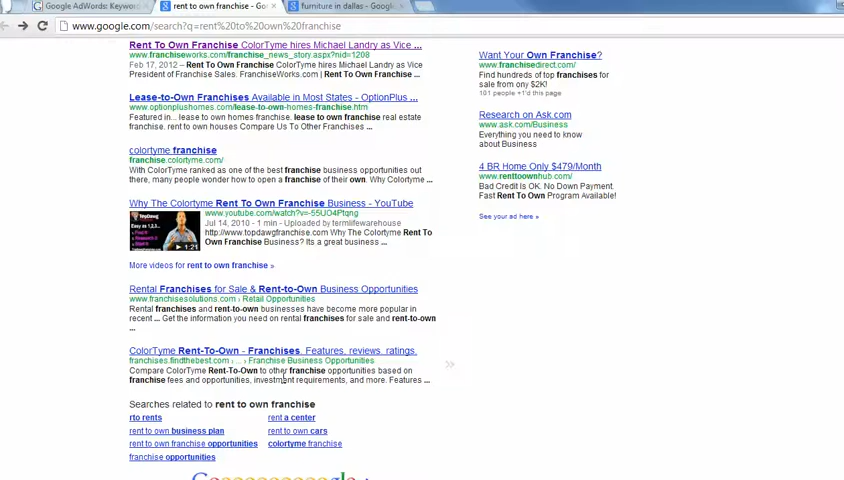 Google AdWords: Keyword
rent to own franchise - Goo
furniture in dallas - Google
www.google.com/search?q=rent%20to%20own%20franchise
Rent To Own Franchise ColorTyme hires Michael Landry as Vice ...
www.franchiseworks.com/franchise_news_story.aspx?nid=1208
Feb 17, 2012 – Rent To Own Franchise ColorTyme hires Michael Landry as Vice
President of Franchise Sales. FranchiseWorks.com | Rent To Own Franchise ...
Lease-to-Own Franchises Available in Most States - OptionPlus ...
www.optionplushomes.com/lease-to-own-homes-franchise.htm
Featured in... lease to own homes franchise. lease to own franchise real estate
franchise. rent to own houses Compare Us To Other Franchises ...
colortyme franchise
franchise.colortyme.com/
With ColorTyme ranked as one of the best franchise business opportunities out
there, many people wonder how to open a franchise of their own. Why Colortyme ...
Why The Colortyme Rent To Own Franchise Business - YouTube
www.youtube.com/watch?v=-55UO4Ptqng
Jul 14, 2010 - 1 min - Uploaded by termlifewarehouse
http://www.topdawgfranchise.com Why The Colortyme Rent To
Own Franchise Business? Its a great business ...
TopDawg
Easy as 1,2,3...
1:21
More videos for rent to own franchise »
Rental Franchises for Sale & Rent-to-Own Business Opportunities
www.franchisesolutions.com › Retail Opportunities
Rental franchises and rent-to-own businesses have become more popular in
recent ... Get the information you need on rental franchises for sale and rent-to-own
...
ColorTyme Rent-To-Own - Franchises. Features, reviews, ratings.
franchises.findthebest.com › ... › Franchise Business Opportunities
Compare ColorTyme Rent-To-Own to other franchise opportunities based on
franchise fees and opportunities, investment requirements, and more. Features ...
Searches related to rent to own franchise
rto rents
rent a center
rent to own business plan
rent to own cars
rent to own franchise opportunities
colortyme franchise
franchise opportunities
Want Your Own Franchise?
www.franchisedirect.com/
Find hundreds of top franchises for
sale from ony $2K!
101 people +1'd this page
Research on Ask.com
www.ask.com/Business
Everything you need to know
about Business
4 BR Home Only $479/Month
www.renttoownhub.com/
Bad Credit Is OK. No Down Payment.
Fast Rent To Own Program Available!
See your ad here »